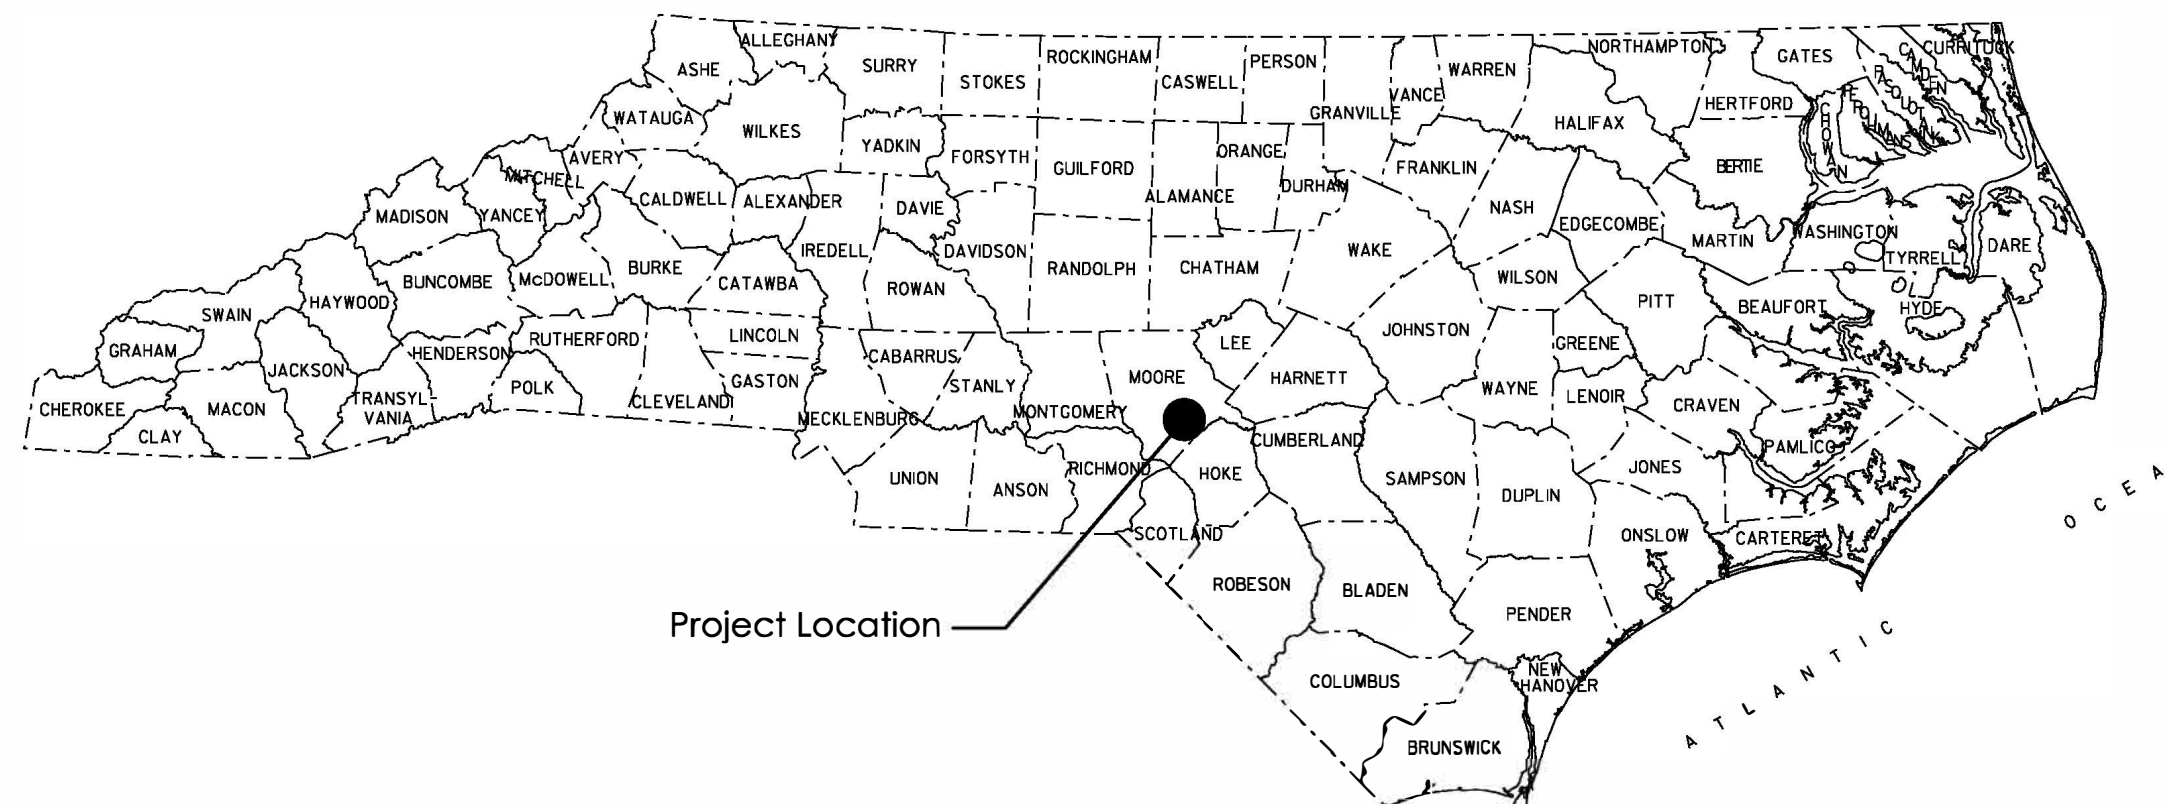 ALLEGHANY
ASHE
SURRY
STOKES
ROCKINGHAM
CASWELL
PERSON
GRANVILLE
VANCE
WARREN
NORTHAMPTON
GATES
CAMDEN
CURRITUCK
PASQUOTANK
PERQUIMANS
CHOWAN
HERTFORD
HALIFAX
WATAUGA
WILKES
YADKIN
FORSYTH
GUILFORD
ALAMANCE
ORANGE
DURHAM
FRANKLIN
BERTIE
AVERY
MITCHELL
CALDWELL
ALEXANDER
DAVIE
NASH
EDGECOMBE
MARTIN
WASHINGTON
TYRRELL
DARE
MADISON
YANCEY
IREDELL
DAVIDSON
RANDOLPH
CHATHAM
WAKE
WILSON
PITT
BEAUFORT
HYDE
BUNCOMBE
McDOWELL
BURKE
CATAWBA
ROWAN
SWAIN
HAYWOOD
RUTHERFORD
LINCOLN
CABARRUS
STANLY
MOORE
LEE
HARNETT
JOHNSTON
GREENE
WAYNE
LENOIR
CRAVEN
PAMLICO
GRAHAM
JACKSON
HENDERSON
POLK
CLEVELAND
GASTON
MECKLENBURG
MONTGOMERY
CHEROKEE
CLAY
MACON
TRANSYL-
VANIA
UNION
ANSON
RICHMOND
HOKE
CUMBERLAND
SAMPSON
DUPLIN
JONES
SCOTLAND
ONSLOW
CARTERET
ROBESON
BLADEN
PENDER
Project Location
COLUMBUS
NEW
HANOVER
BRUNSWICK
ATLANTIC
OCEA